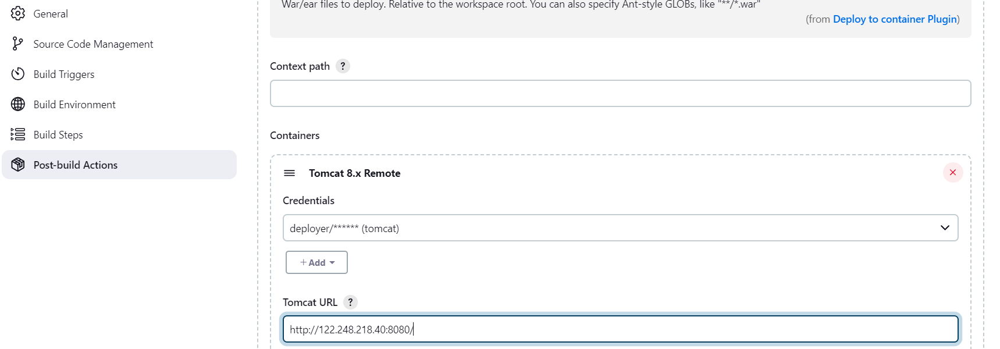 General
Source Code Management
Build Triggers
Build Environment
Build Steps
Post-build Actions
War/ear files to deploy. Relative to the workspace root. You can also specify Ant-style GLOBs, like "**/*.war"
(from Deploy to container Plugin)
Context path ?
Containers
Tomcat 8.x Remote
Credentials
deployer/****** (tomcat)
+ Add
Tomcat URL ?
http://122.248.218.40:8080/